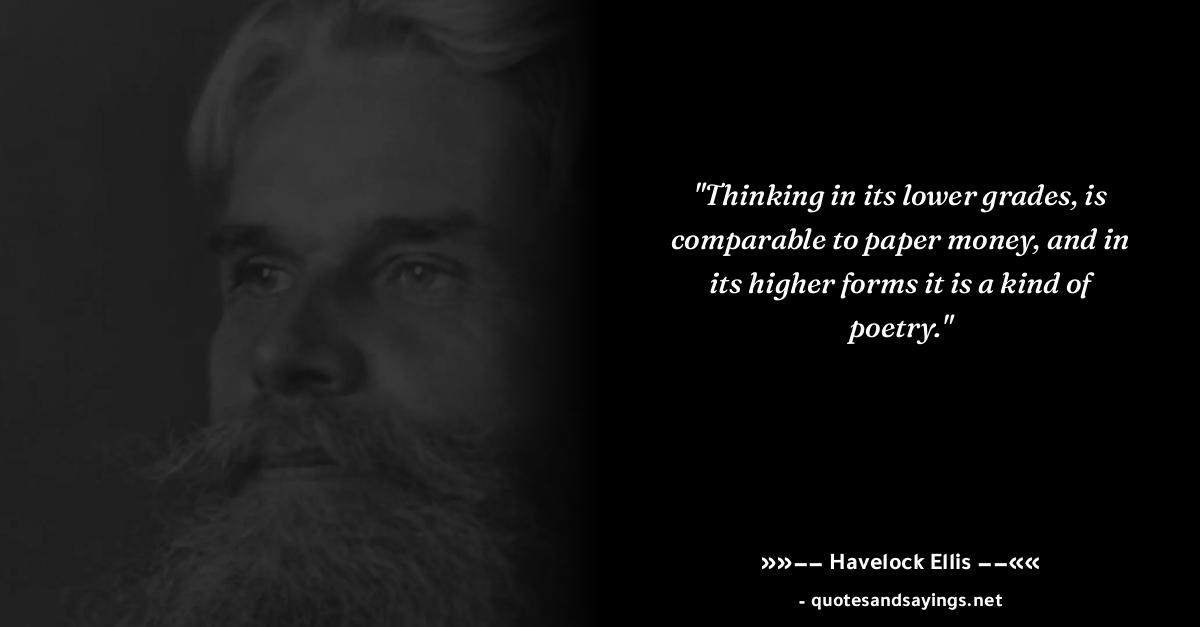 "Thinking in its lower grades, is
comparable to paper money, and in
its higher forms it is a kind of
poetry."
»»–– Havelock Ellis ––««
- quotesandsayings.net